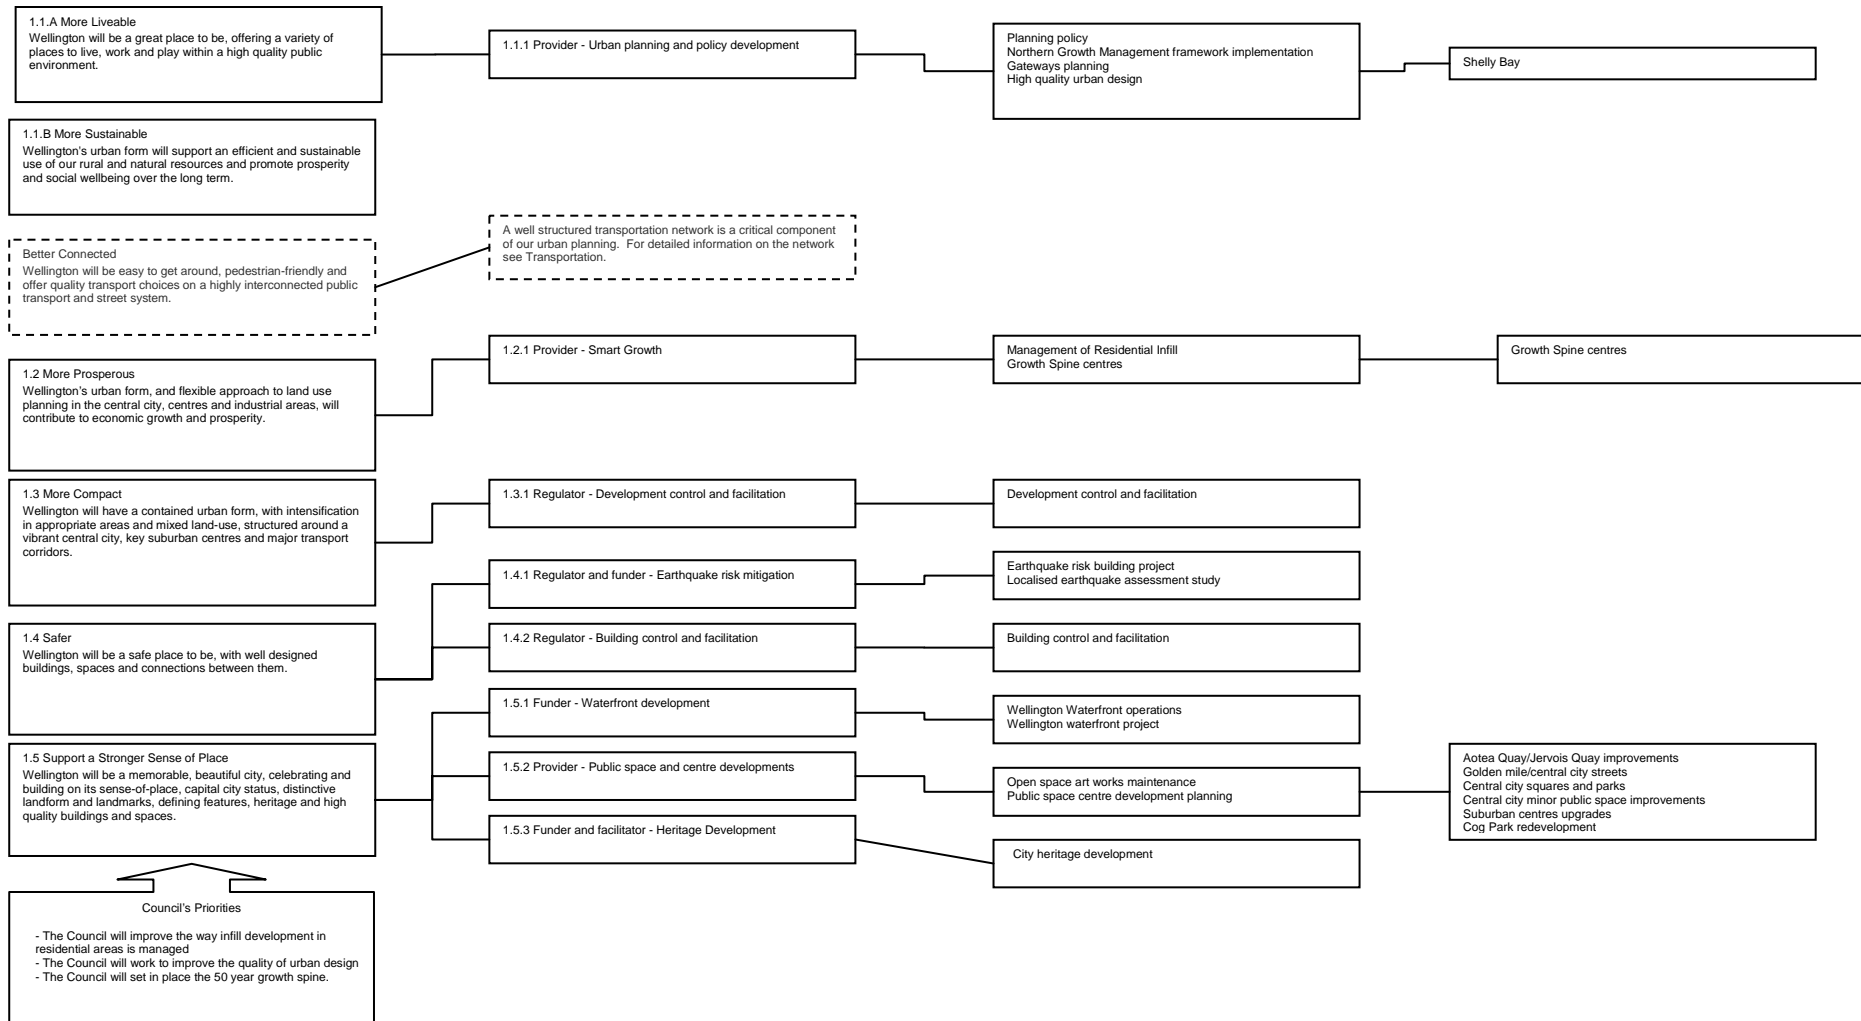 1.1.A More Liveable
Wellington will be a great place to be, offering a variety of
places to live, work and play within a high quality public
environment.
1.1.1 Provider - Urban planning and policy development
Planning policy
Northern Growth Management framework implementation
Gateways planning
High quality urban design
Shelly Bay
1.1.B More Sustainable
Wellington's urban form will support an efficient and sustainable
use of our rural and natural resources and promote prosperity
and social wellbeing over the long term.
Better Connected
Wellington will be easy to get around, pedestrian-friendly and
offer quality transport choices on a highly interconnected public
transport and street system.
A well structured transportation network is a critical component
of our urban planning.  For detailed information on the network
see Transportation.
1.2 More Prosperous
Wellington's urban form, and flexible approach to land use
planning in the central city, centres and industrial areas, will
contribute to economic growth and prosperity.
1.2.1 Provider - Smart Growth
Management of Residential Infill
Growth Spine centres
Growth Spine centres
1.3 More Compact
Wellington will have a contained urban form, with intensification
in appropriate areas and mixed land-use, structured around a
vibrant central city, key suburban centres and major transport
corridors.
1.3.1 Regulator - Development control and facilitation
Development control and facilitation
1.4 Safer
Wellington will be a safe place to be, with well designed
buildings, spaces and connections between them.
1.4.1 Regulator and funder - Earthquake risk mitigation
Earthquake risk building project
Localised earthquake assessment study
1.4.2 Regulator - Building control and facilitation
Building control and facilitation
1.5 Support a Stronger Sense of Place
Wellington will be a memorable, beautiful city, celebrating and
building on its sense-of-place, capital city status, distinctive
landform and landmarks, defining features, heritage and high
quality buildings and spaces.
1.5.1 Funder - Waterfront development
Wellington Waterfront operations
Wellington waterfront project
1.5.2 Provider - Public space and centre developments
Open space art works maintenance
Public space centre development planning
Aotea Quay/Jervois Quay improvements
Golden mile/central city streets
Central city squares and parks
Central city minor public space improvements
Suburban centres upgrades
Cog Park redevelopment
1.5.3 Funder and facilitator - Heritage Development
City heritage development
Council's Priorities
- The Council will improve the way infill development in
residential areas is managed
- The Council will work to improve the quality of urban design
- The Council will set in place the 50 year growth spine.